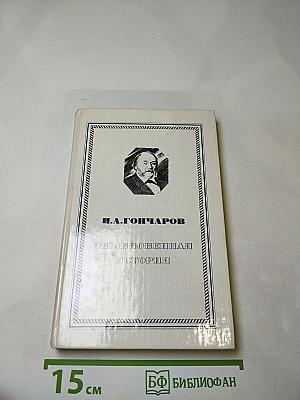 И.А.ГОНЧАРОВ
ОБЫКНОВЕННАЯ
ИСТОРИЯ
15 см
БФ БИБЛИОФАН